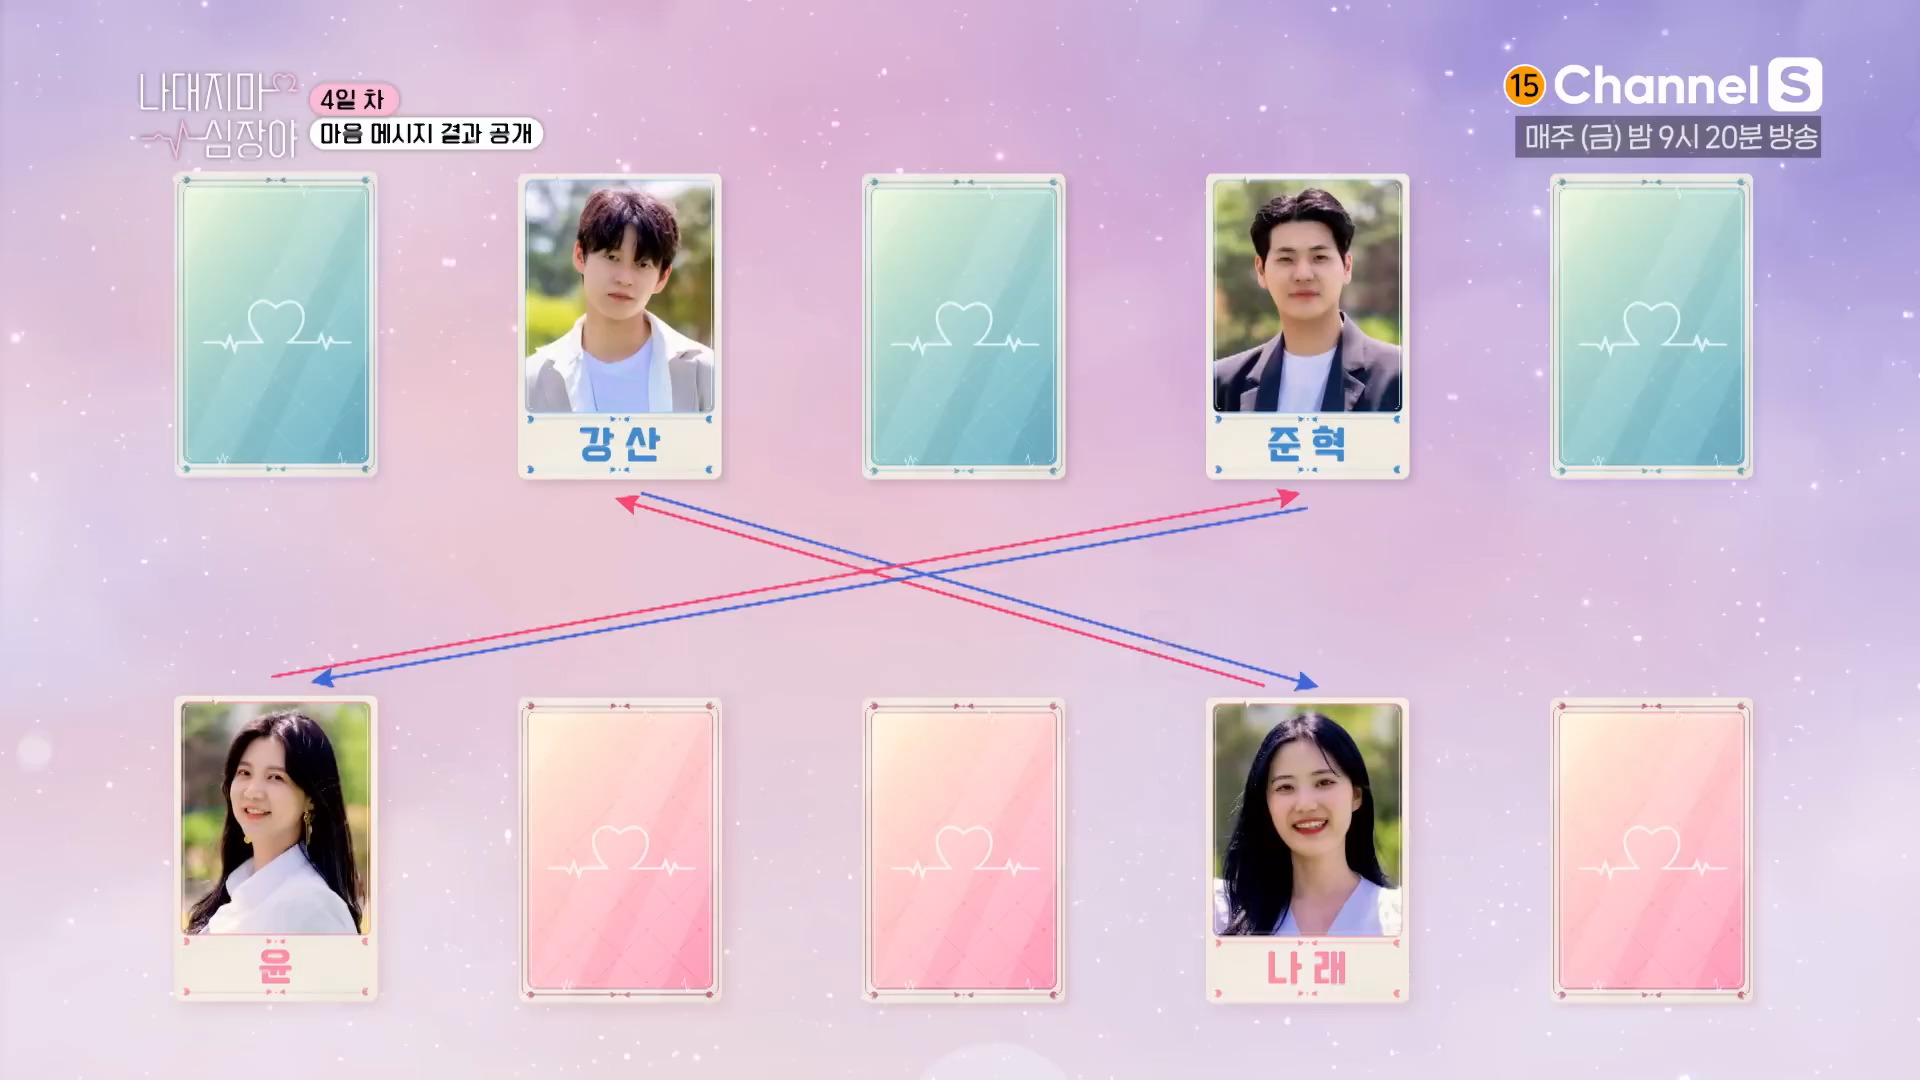 나대지마
심장아
4일 차
마음 메시지 결과 공개
15 Channel S
매주 (금) 밤 9시 20분 방송
강산
준혁
윤
나래